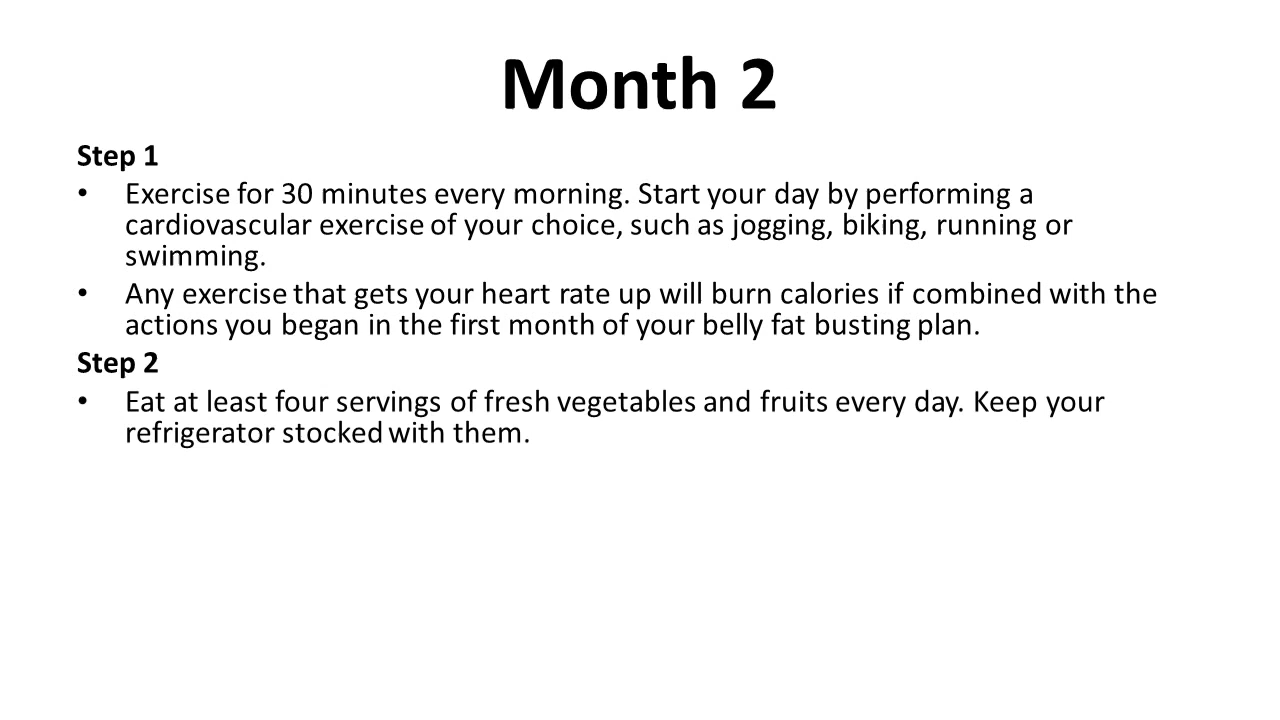 Month 2
Step 1
• Exercise for 30 minutes every morning. Start your day by performing a
cardiovascular exercise of your choice, such as jogging, biking, running or
swimming.
• Any exercise that gets your heart rate up will burn calories if combined with the
actions you began in the first month of your belly fat busting plan.
Step 2
• Eat at least four servings of fresh vegetables and fruits every day. Keep your
refrigerator stocked with them.